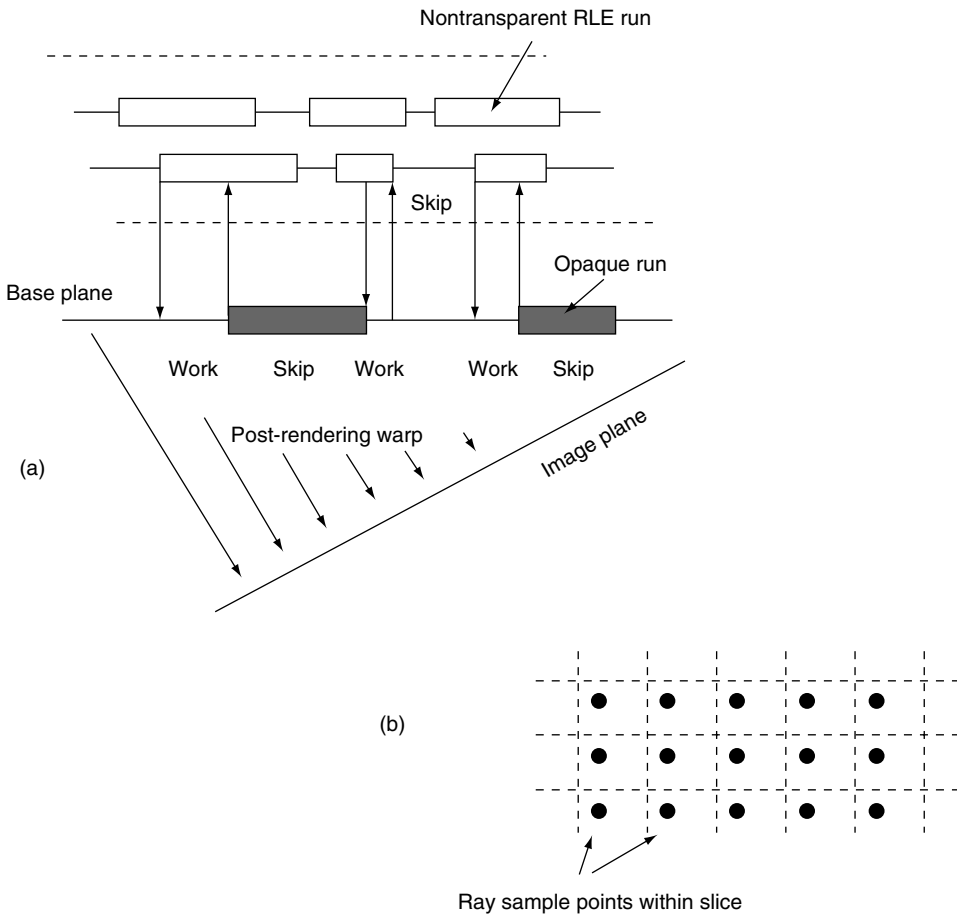 Nontransparent RLE run
Skip
Opaque run
Base plane
Work Skip Work Work Skip
Post-rendering warp
Image plane
(a)
(b)
Ray sample points within slice